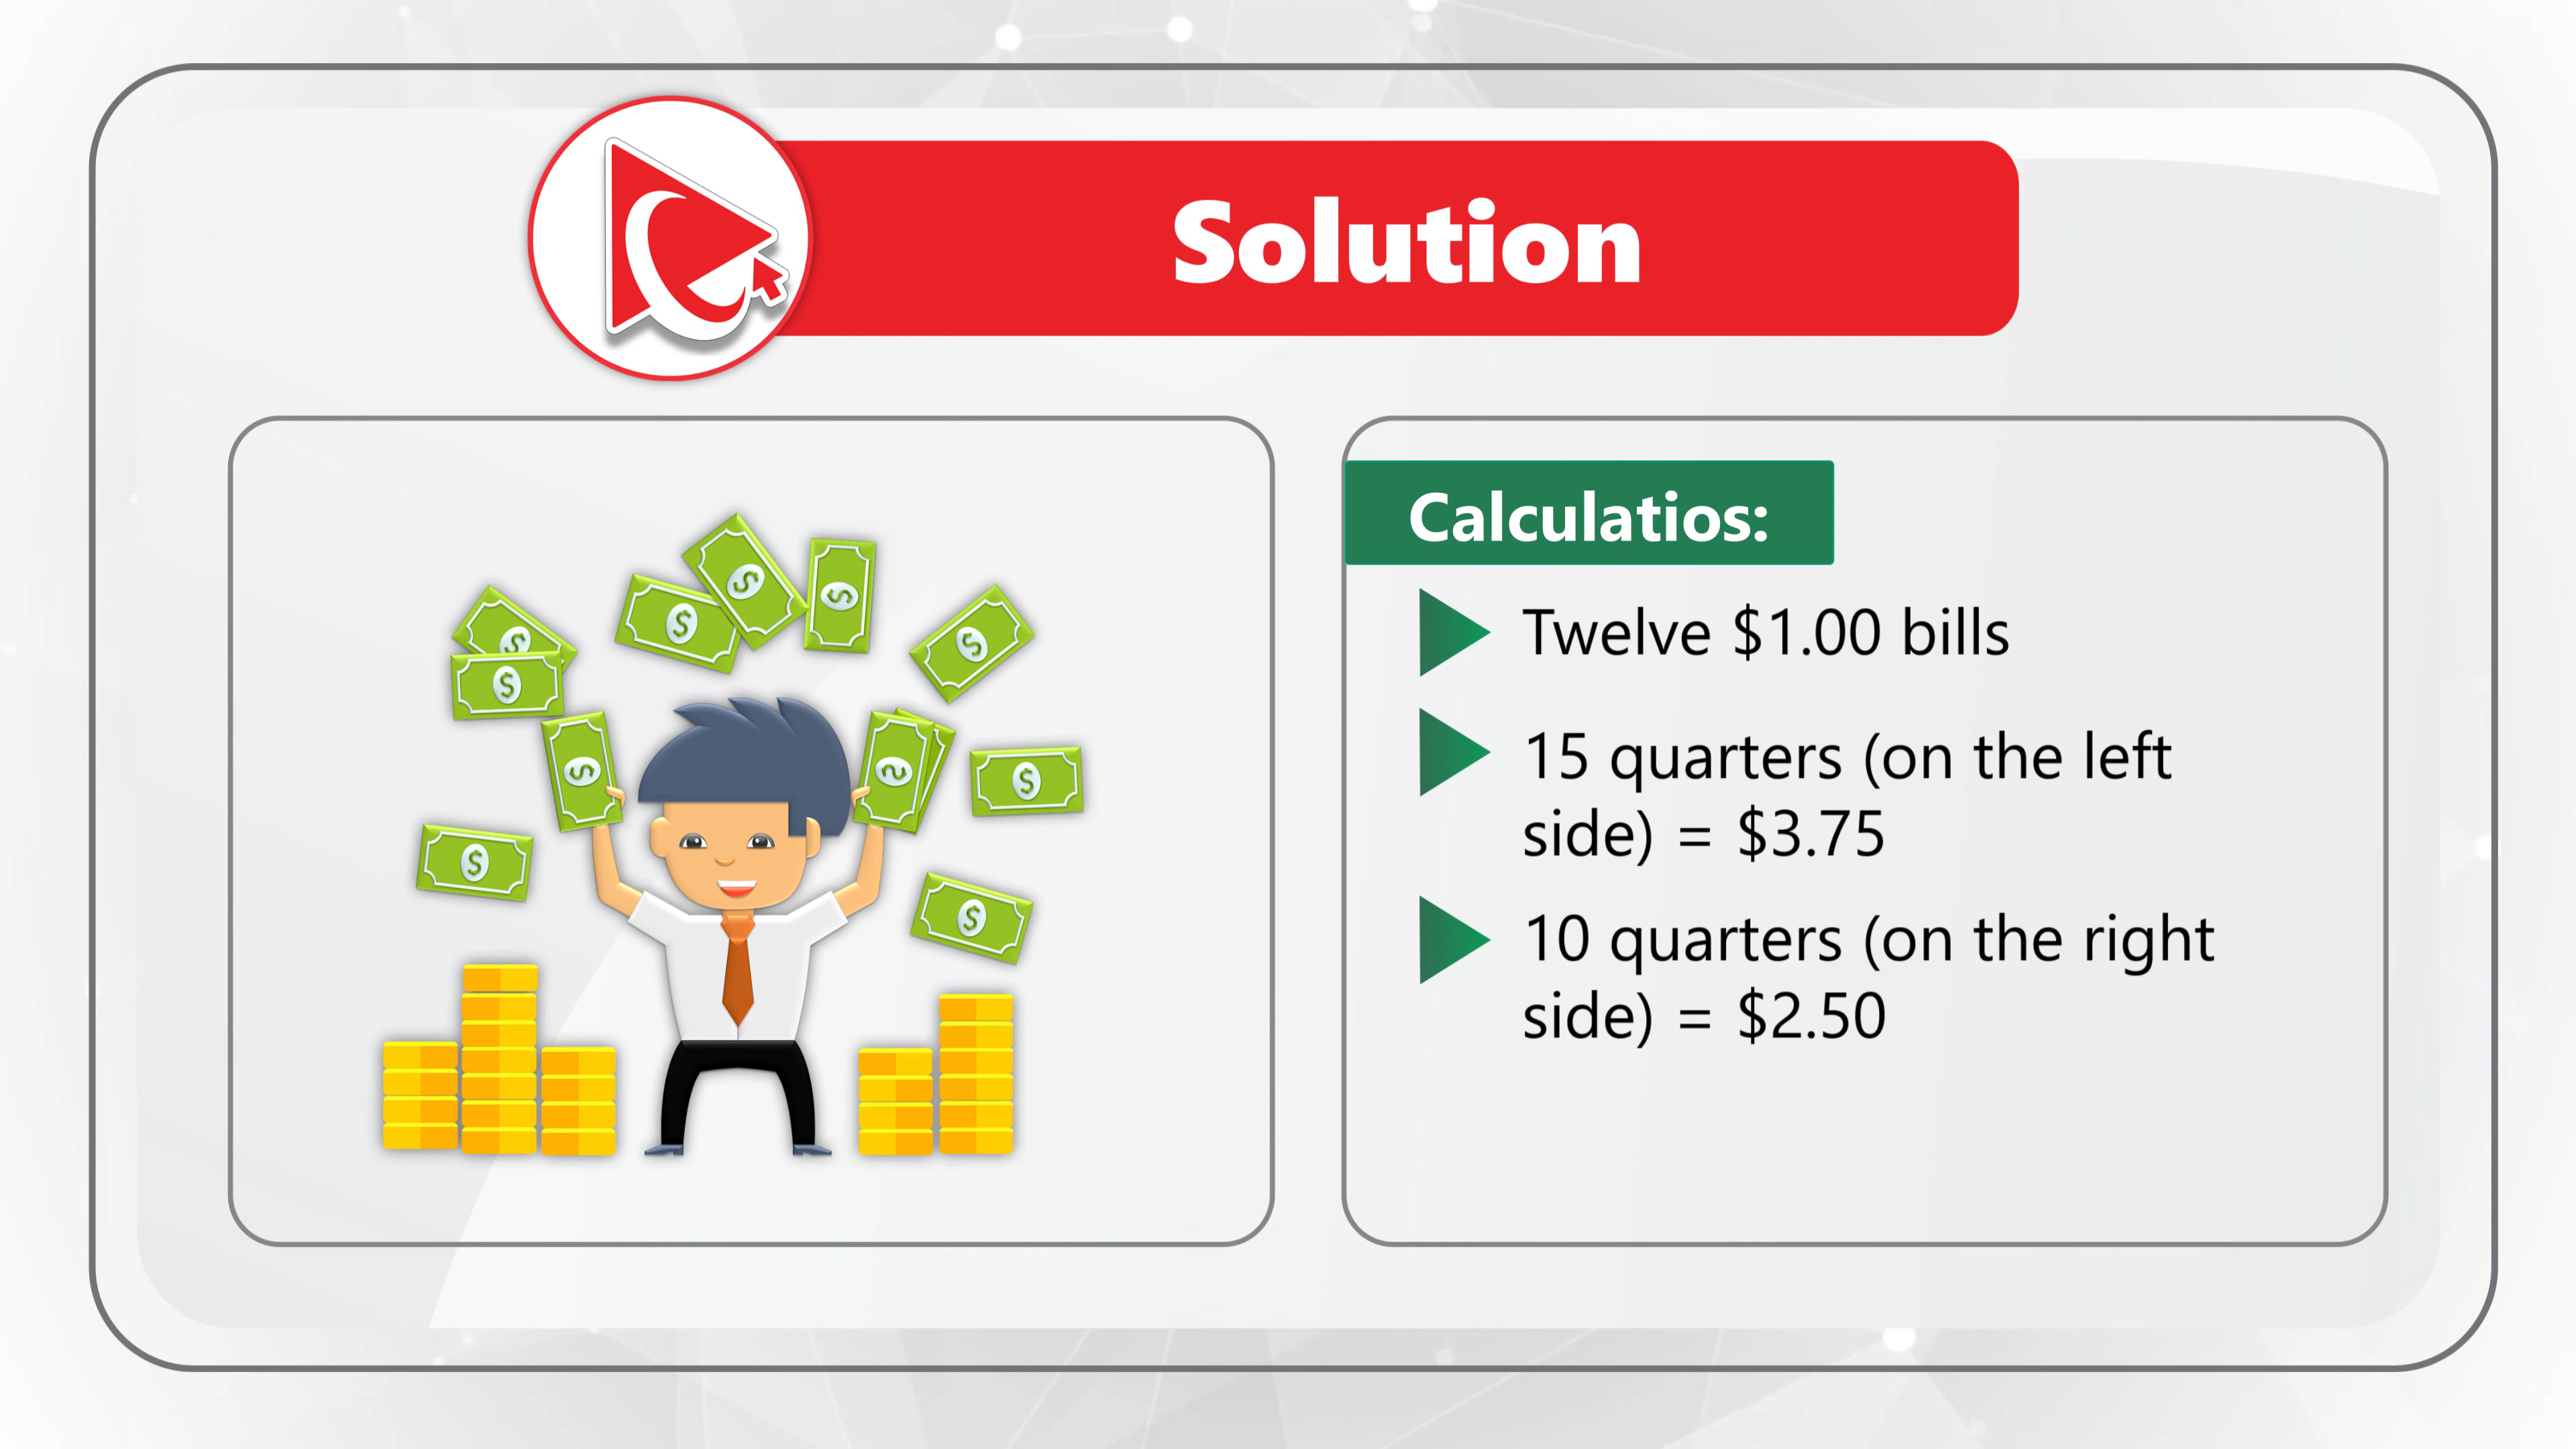 Solution
Calculatios:
Twelve $1.00 bills
15 quarters (on the left
side) = $3.75
10 quarters (on the right
side) = $2.50